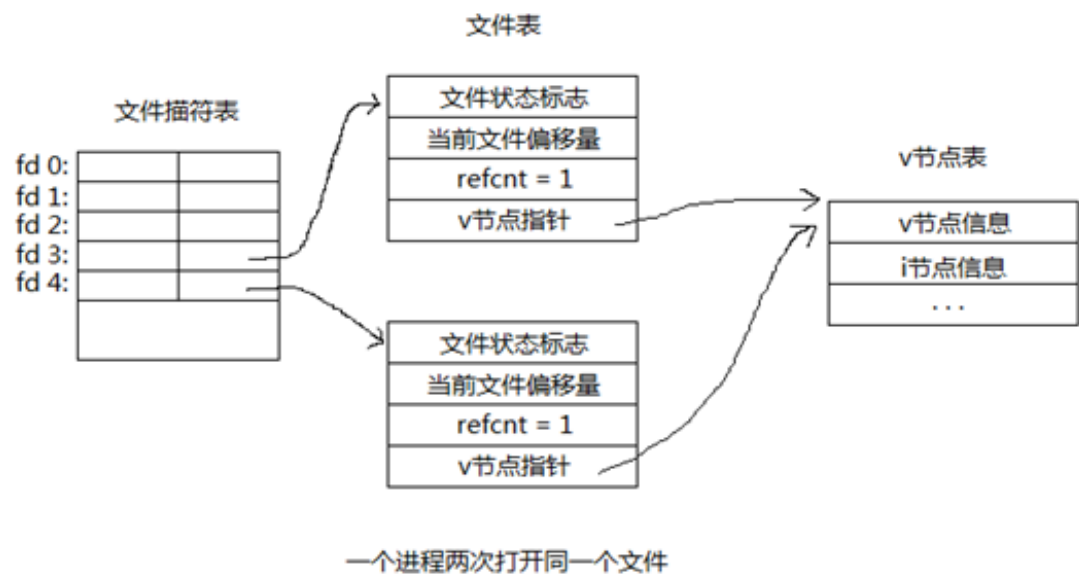 文件表
文件描符表
fd 0:
fd 1:
fd 2:
fd 3:
fd 4:
文件状态标志
当前文件偏移量
refcnt = 1
v节点指针
文件状态标志
当前文件偏移量
refcnt = 1
v节点指针
v节点表
v节点信息
i节点信息
...
一个进程两次打开同一个文件